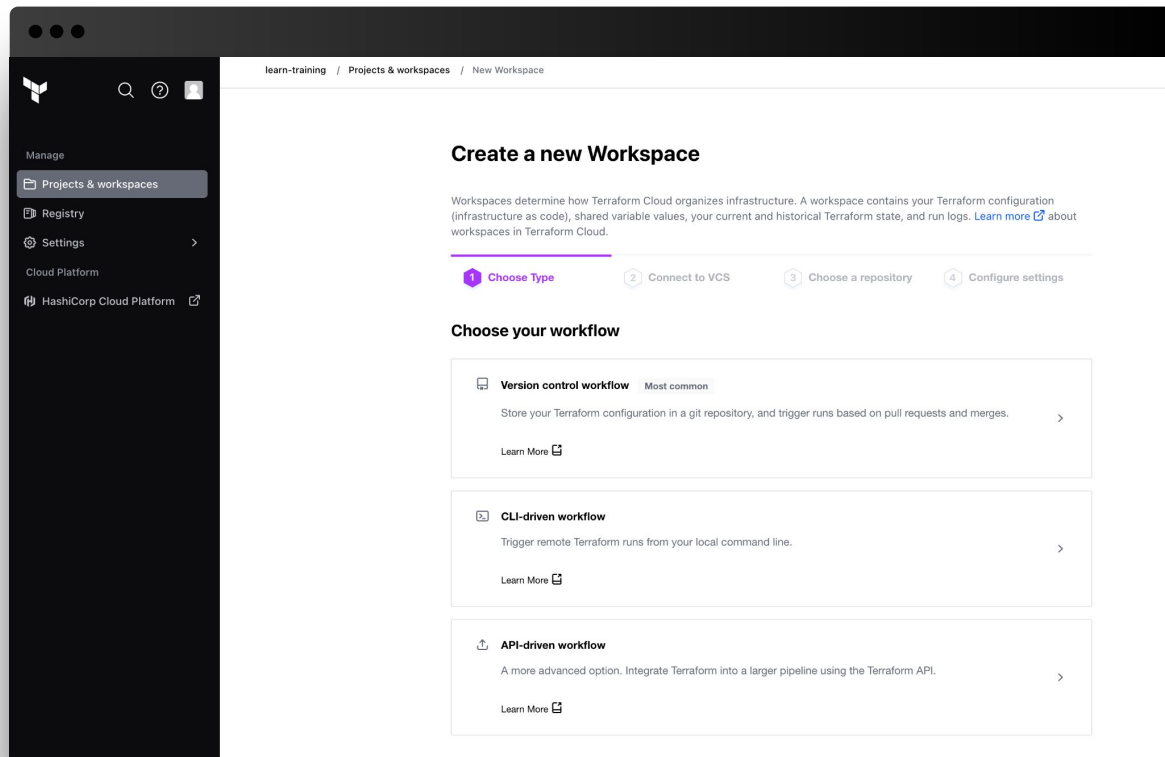 learn-training / Projects & workspaces / New Workspace
Manage
Projects & workspaces
Registry
Settings
Cloud Platform
HashiCorp Cloud Platform
Create a new Workspace
Workspaces determine how Terraform Cloud organizes infrastructure. A workspace contains your Terraform configuration
(infrastructure as code), shared variable values, your current and historical Terraform state, and run logs. Learn more about
workspaces in Terraform Cloud.
1 Choose Type 2 Connect to VCS 3 Choose a repository 4 Configure settings
Choose your workflow
Version control workflow Most common
Store your Terraform configuration in a git repository, and trigger runs based on pull requests and merges.
Learn More
CLI-driven workflow
Trigger remote Terraform runs from your local command line.
Learn More
API-driven workflow
A more advanced option. Integrate Terraform into a larger pipeline using the Terraform API.
Learn More